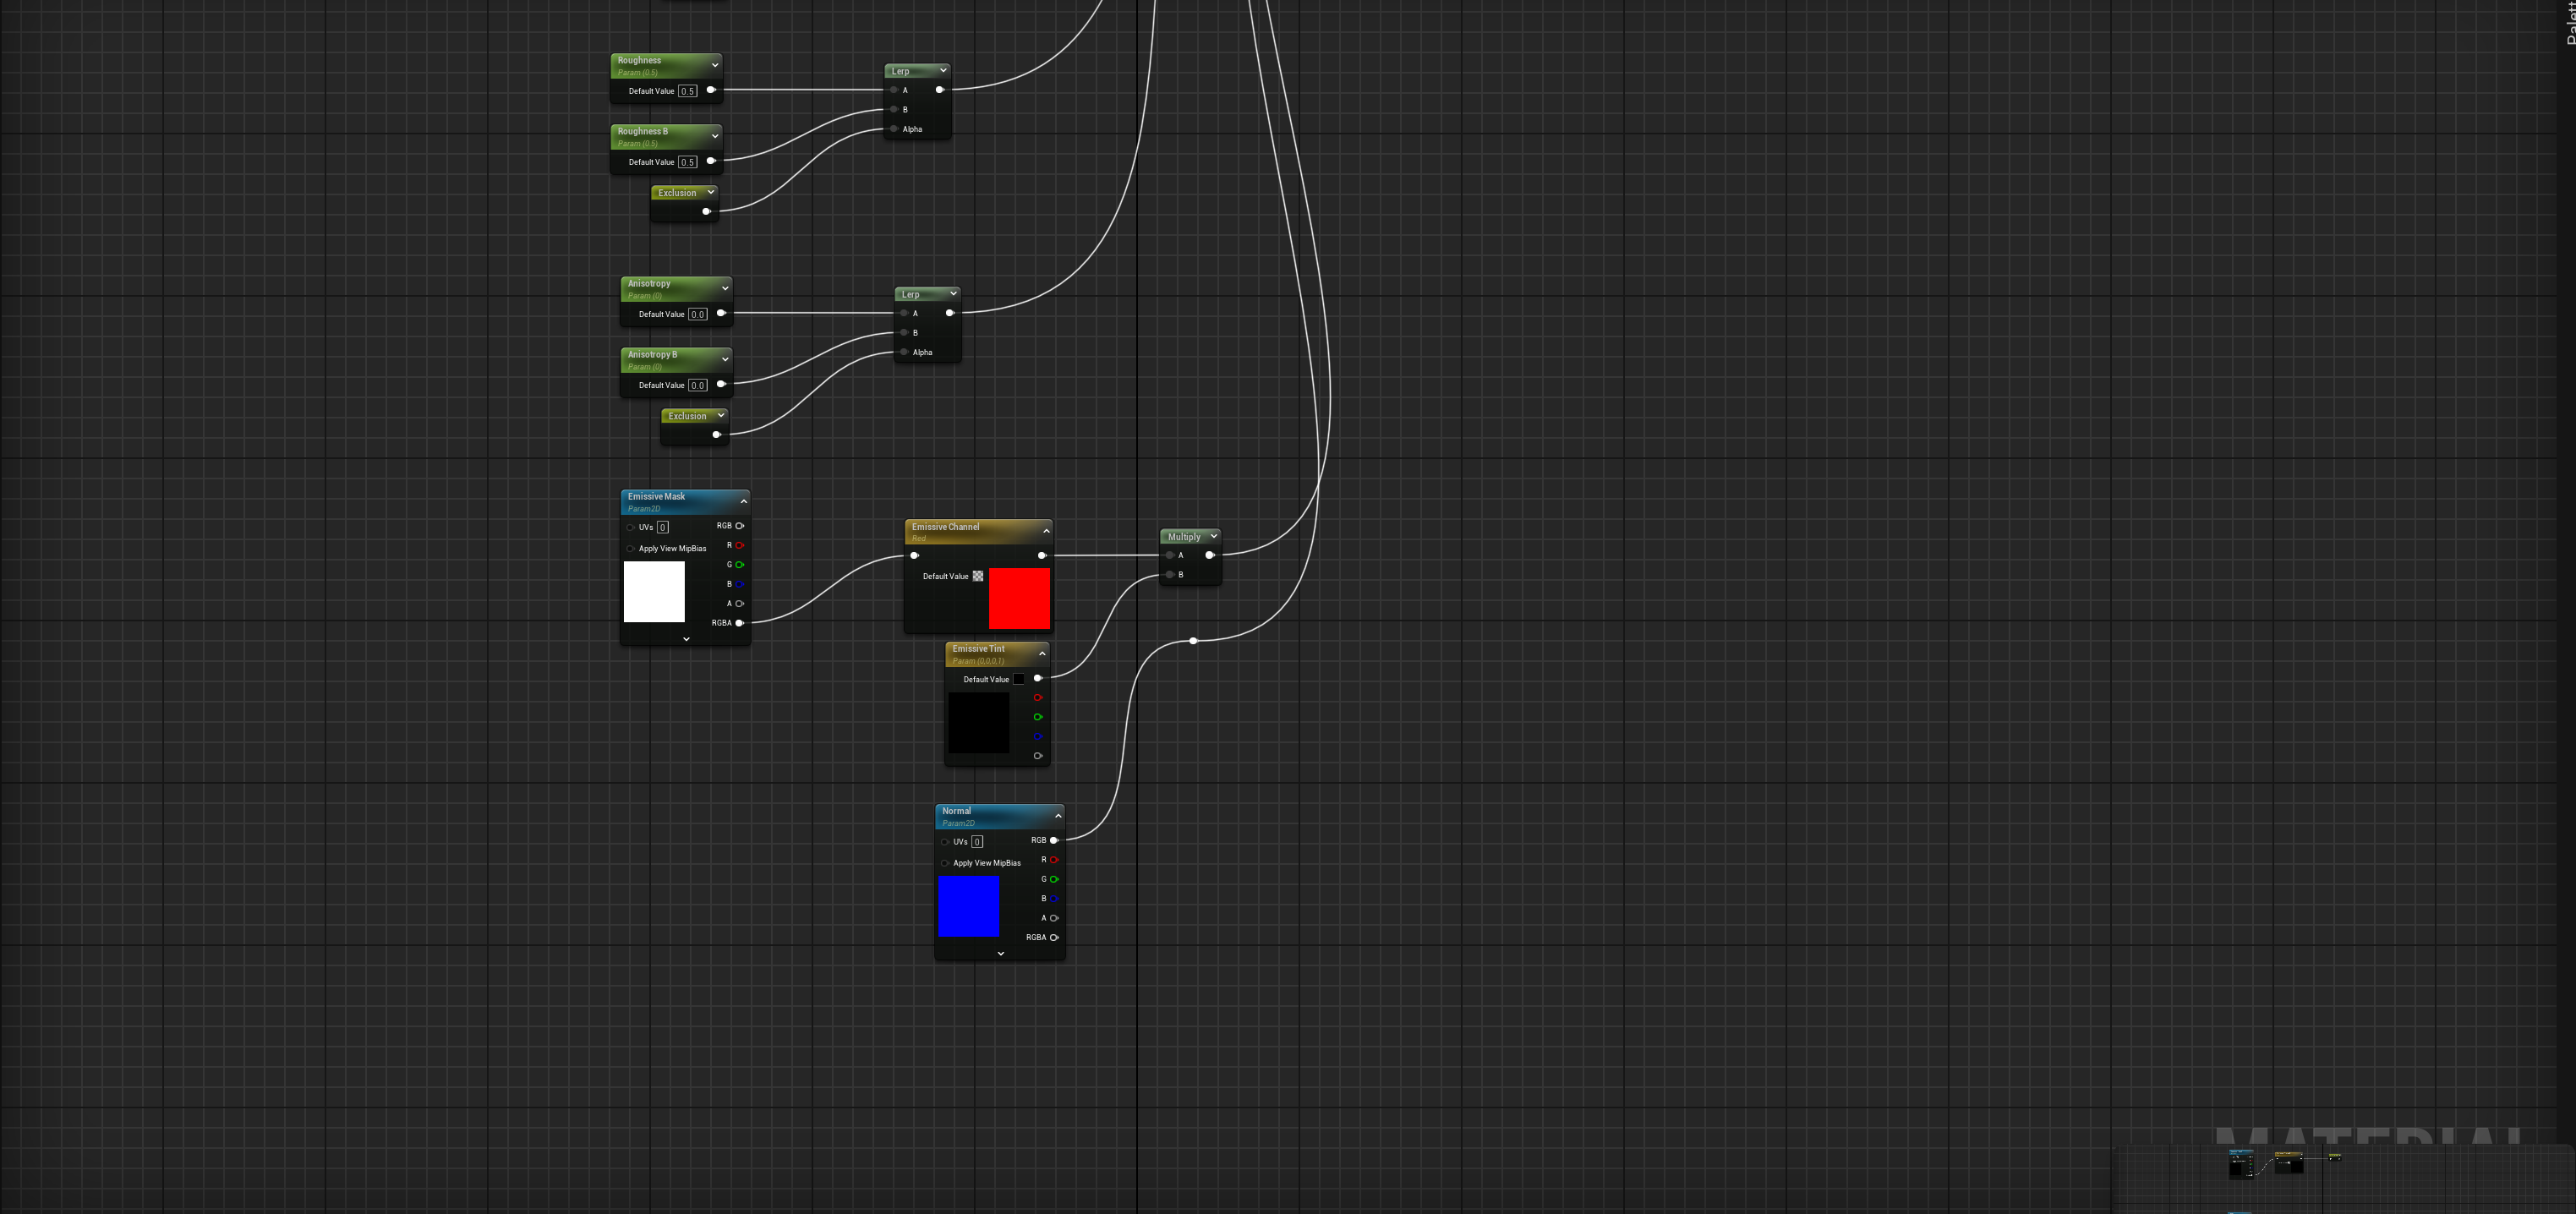 Palett
Roughness
Param (0.5)
Default Value 0.5
Lerp
A
B
Alpha
Roughness B
Param (0.5)
Default Value 0.5
Exclusion
Anisotropy
Param (0)
Default Value 0.0
Lerp
A
B
Alpha
Anisotropy B
Param (0)
Default Value 0.0
Exclusion
Emissive Mask
Param2D
UVs 0 RGB
R
Apply View MipBias
G
B
A
RGBA
Emissive Channel
Red
Default Value
Multiply
A
B
Emissive Tint
Param (0,0,0,1)
Default Value
Normal
Param2D
UVs 0 RGB
R
Apply View MipBias
G
B
A
RGBA
MATERIAL